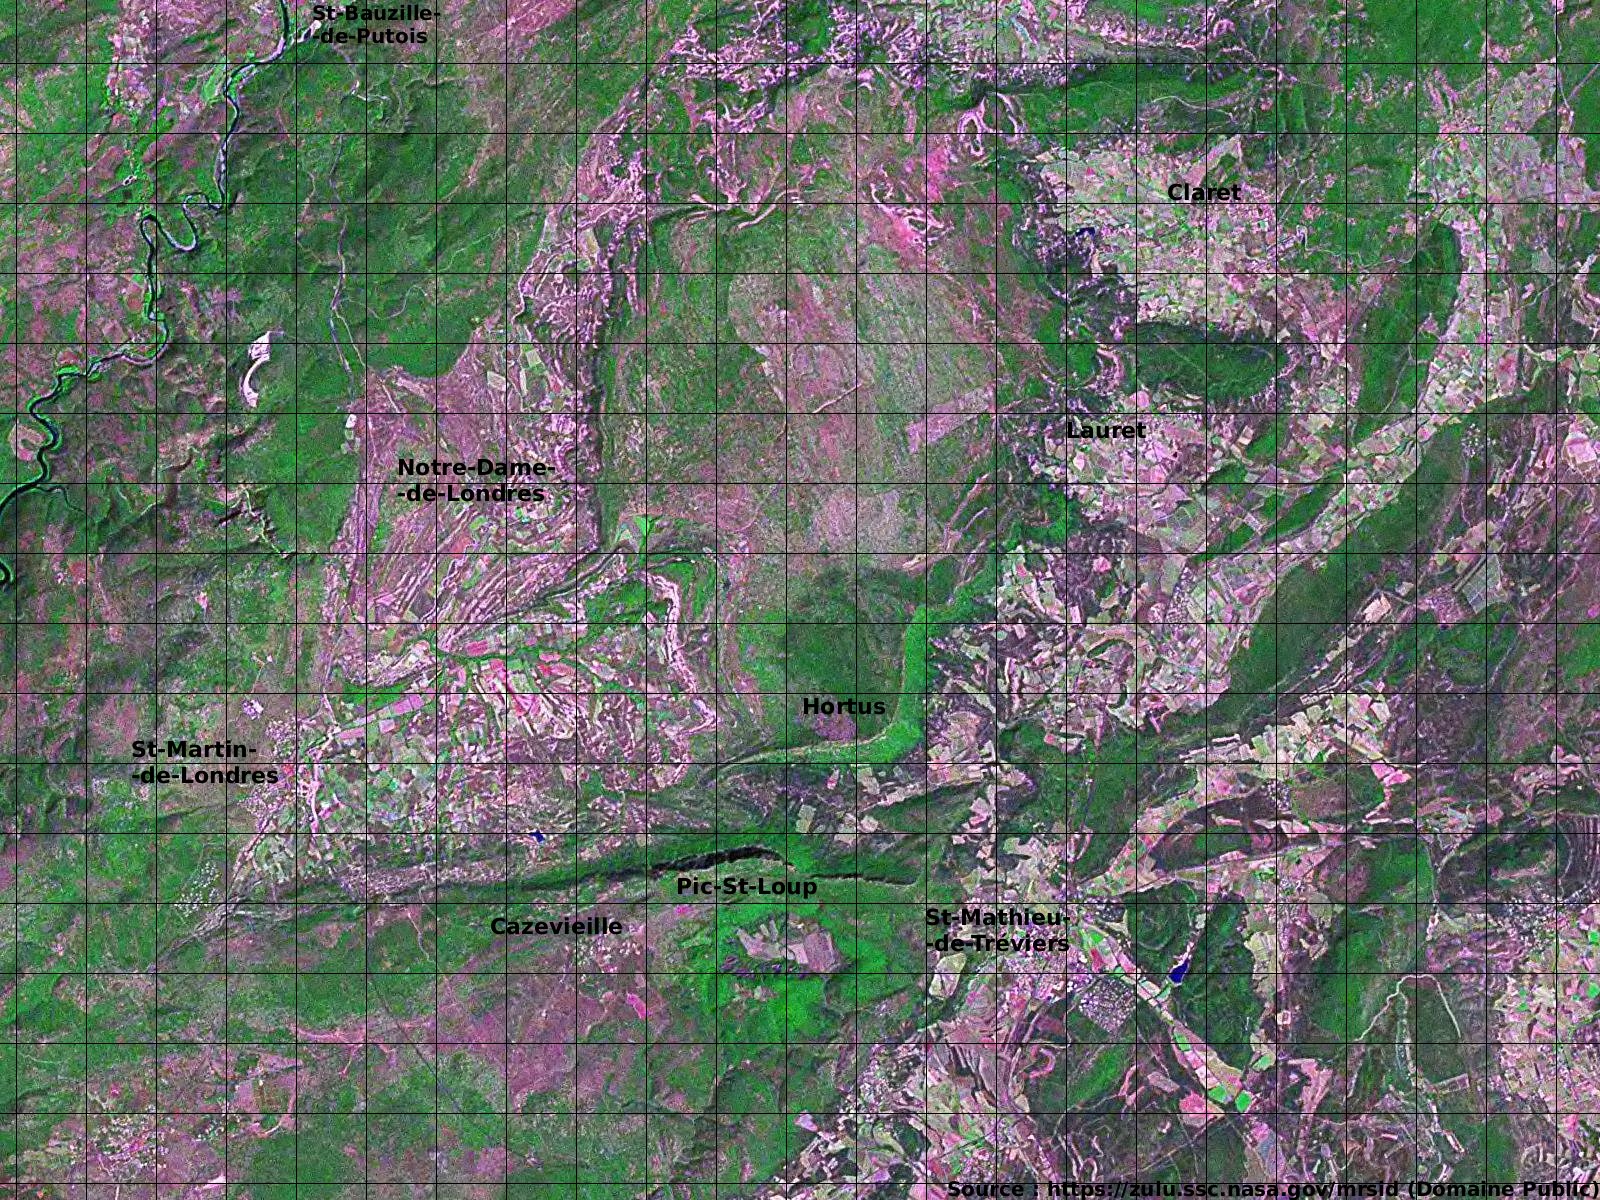 St-Bauzille-
-de-Putois
Claret
Lauret
Notre-Dame-
-de-Londres
Hortus
St-Martin-
-de-Londres
Pic-St-Loup
Cazevieille
St-Mathieu-
-de-Tréviers
Source : https://zulu.ssc.nasa.gov/mrsid (Domaine Public)